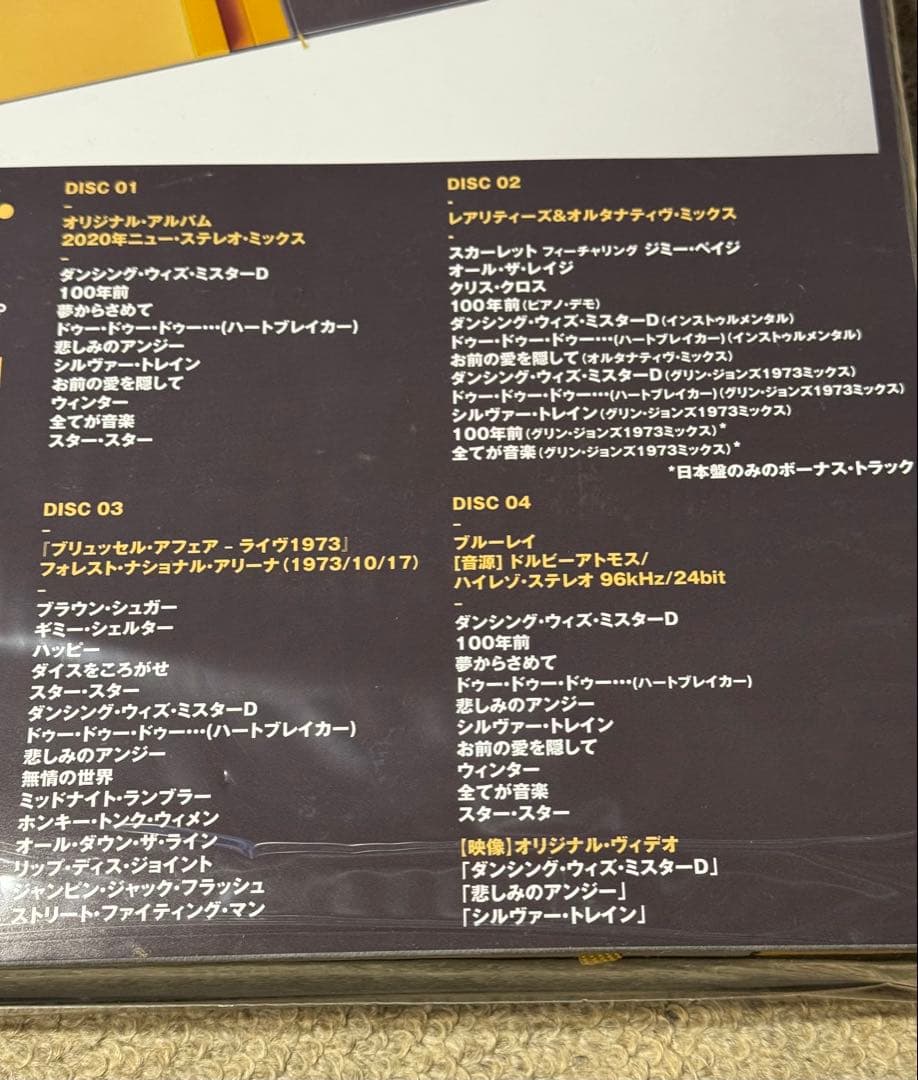 DISC 01
オリジナル・アルバム
2020年ニュー・ステレオ・ミックス
ダンシング・ウィズ・ミスターD
100年前
夢からさめて
ドゥー・ドゥー・ドゥー…(ハートブレイカー)
悲しみのアンジー
シルヴァー・トレイン
お前の愛を隠して
ウィンター
全てが音楽
スター・スター
DISC 02
レアリティーズ&オルタナティヴ・ミックス
スカーレット フィーチャリング ジミー・ペイジ
オール・ザ・レイジ
クリス・クロス
100年前(ピアノ・デモ)
ダンシング・ウィズ・ミスターD(インストゥルメンタル)
ドゥー・ドゥー・ドゥー…(ハートブレイカー)(インストゥルメンタル)
お前の愛を隠して(オルタナティヴ・ミックス)
ダンシング・ウィズ・ミスターD(グリン・ジョンズ1973ミックス)
ドゥー・ドゥー・ドゥー…(ハートブレイカー)(グリン・ジョンズ1973ミックス)
シルヴァー・トレイン(グリン・ジョンズ1973ミックス)
100年前(グリン・ジョンズ1973ミックス)*
全てが音楽(グリン・ジョンズ1973ミックス)*
*日本盤のみのボーナス・トラック
DISC 03
『ブリュッセル・アフェア – ライヴ1973』
フォレスト・ナショナル・アリーナ(1973/10/17)
ブラウン・シュガー
ギミー・シェルター
ハッピー
ダイスをころがせ
スター・スター
ダンシング・ウィズ・ミスターD
ドゥー・ドゥー・ドゥー…(ハートブレイカー)
悲しみのアンジー
無情の世界
ミッドナイト・ランブラー
ホンキー・トンク・ウィメン
オール・ダウン・ザ・ライン
リップ・ディス・ジョイント
ジャンピン・ジャック・フラッシュ
ストリート・ファイティング・マン
DISC 04
ブルーレイ
[音源] ドルビーアトモス/
ハイレゾ・ステレオ 96kHz/24bit
ダンシング・ウィズ・ミスターD
100年前
夢からさめて
ドゥー・ドゥー・ドゥー…(ハートブレイカー)
悲しみのアンジー
シルヴァー・トレイン
お前の愛を隠して
ウィンター
全てが音楽
スター・スター
【映像】オリジナル・ヴィデオ
「ダンシング・ウィズ・ミスターD」
「悲しみのアンジー」
「シルヴァー・トレイン」